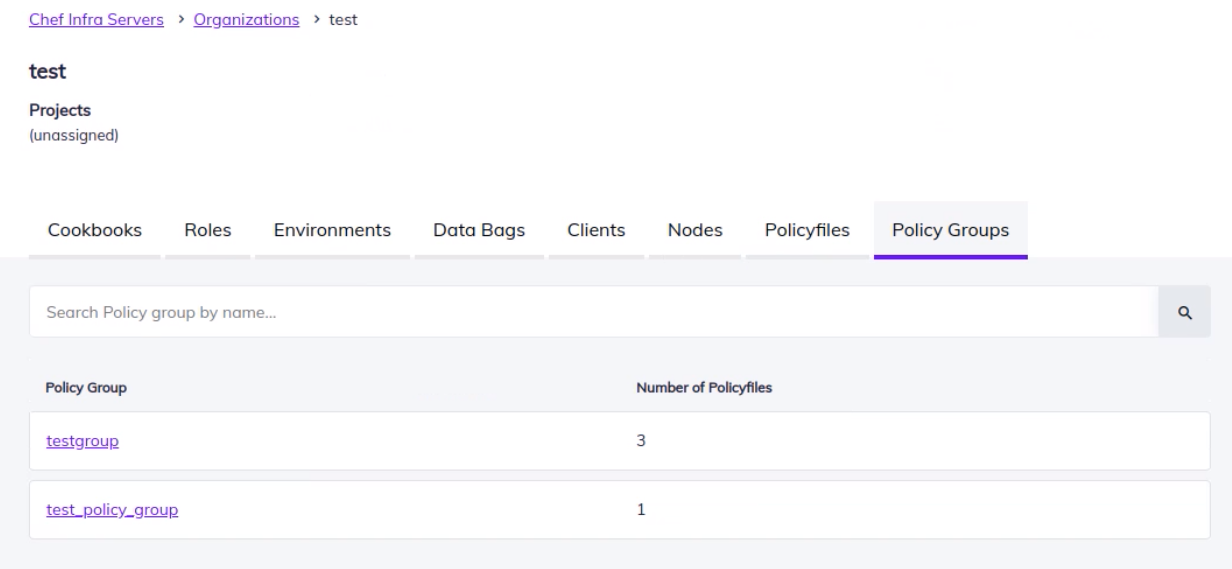 Chef Infra Servers > Organizations > test
test
Projects
(unassigned)
Cookbooks Roles Environments Data Bags Clients Nodes Policyfiles Policy Groups
Search Policy group by name...
Policy Group Number of Policyfiles
testgroup 3
test_policy_group 1